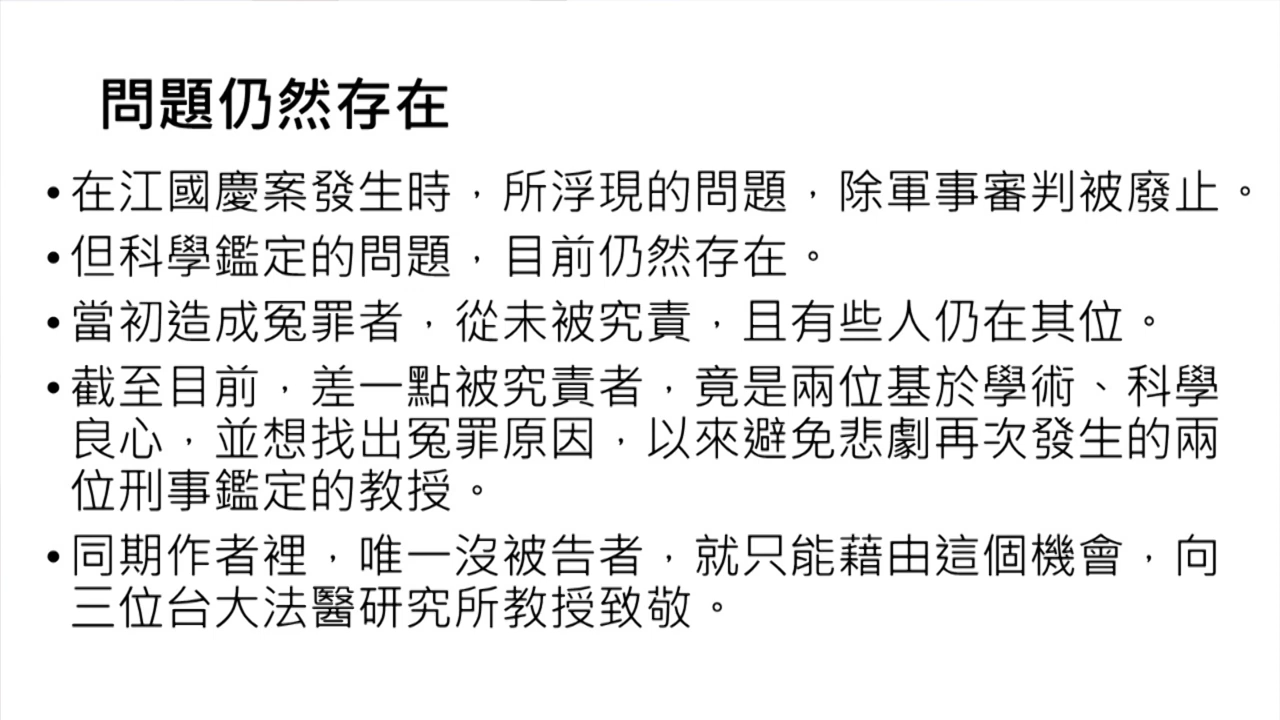 問題仍然存在
• 在江國慶案發生時，所浮現的問題，除軍事審判被廢止。
• 但科學鑑定的問題，目前仍然存在。
• 當初造成冤罪者，從未被究責，且有些人仍在其位。
• 截至目前，差一點被究責者，竟是兩位基於學術、科學
良心，並想找出冤罪原因，以來避免悲劇再次發生的兩
位刑事鑑定的教授。
• 同期作者裡，唯一沒被告者，就只能藉由這個機會，向
三位台大法醫研究所教授致敬。